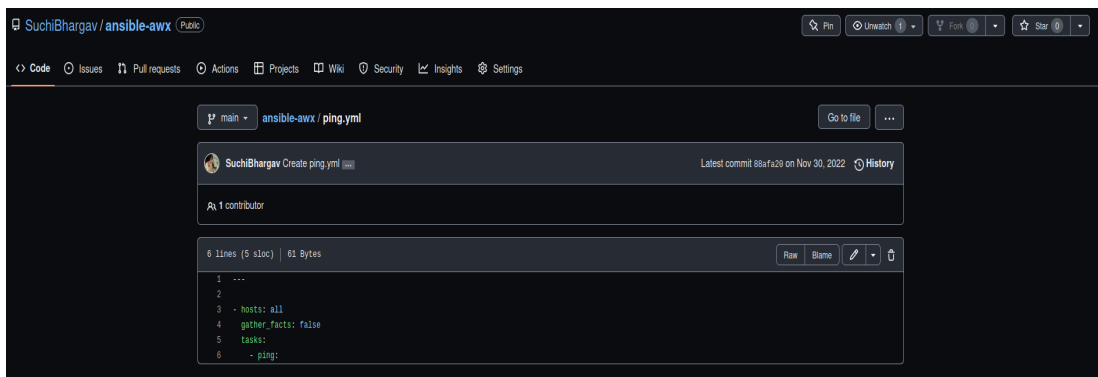 SuchiBhargav / ansible-awx Public Pin Unwatch 1 Fork 0 Star 0
<> Code Issues Pull requests Actions Projects Wiki Security Insights Settings
main ansible-awx / ping.yml Go to file ...
SuchiBhargav Create ping.yml ... Latest commit 88afa20 on Nov 30, 2022 History
1 contributor
6 lines (5 sloc) | 61 Bytes Raw Blame
1 ---
2
3 - hosts: all
4 gather_facts: false
5 tasks:
6 - ping: